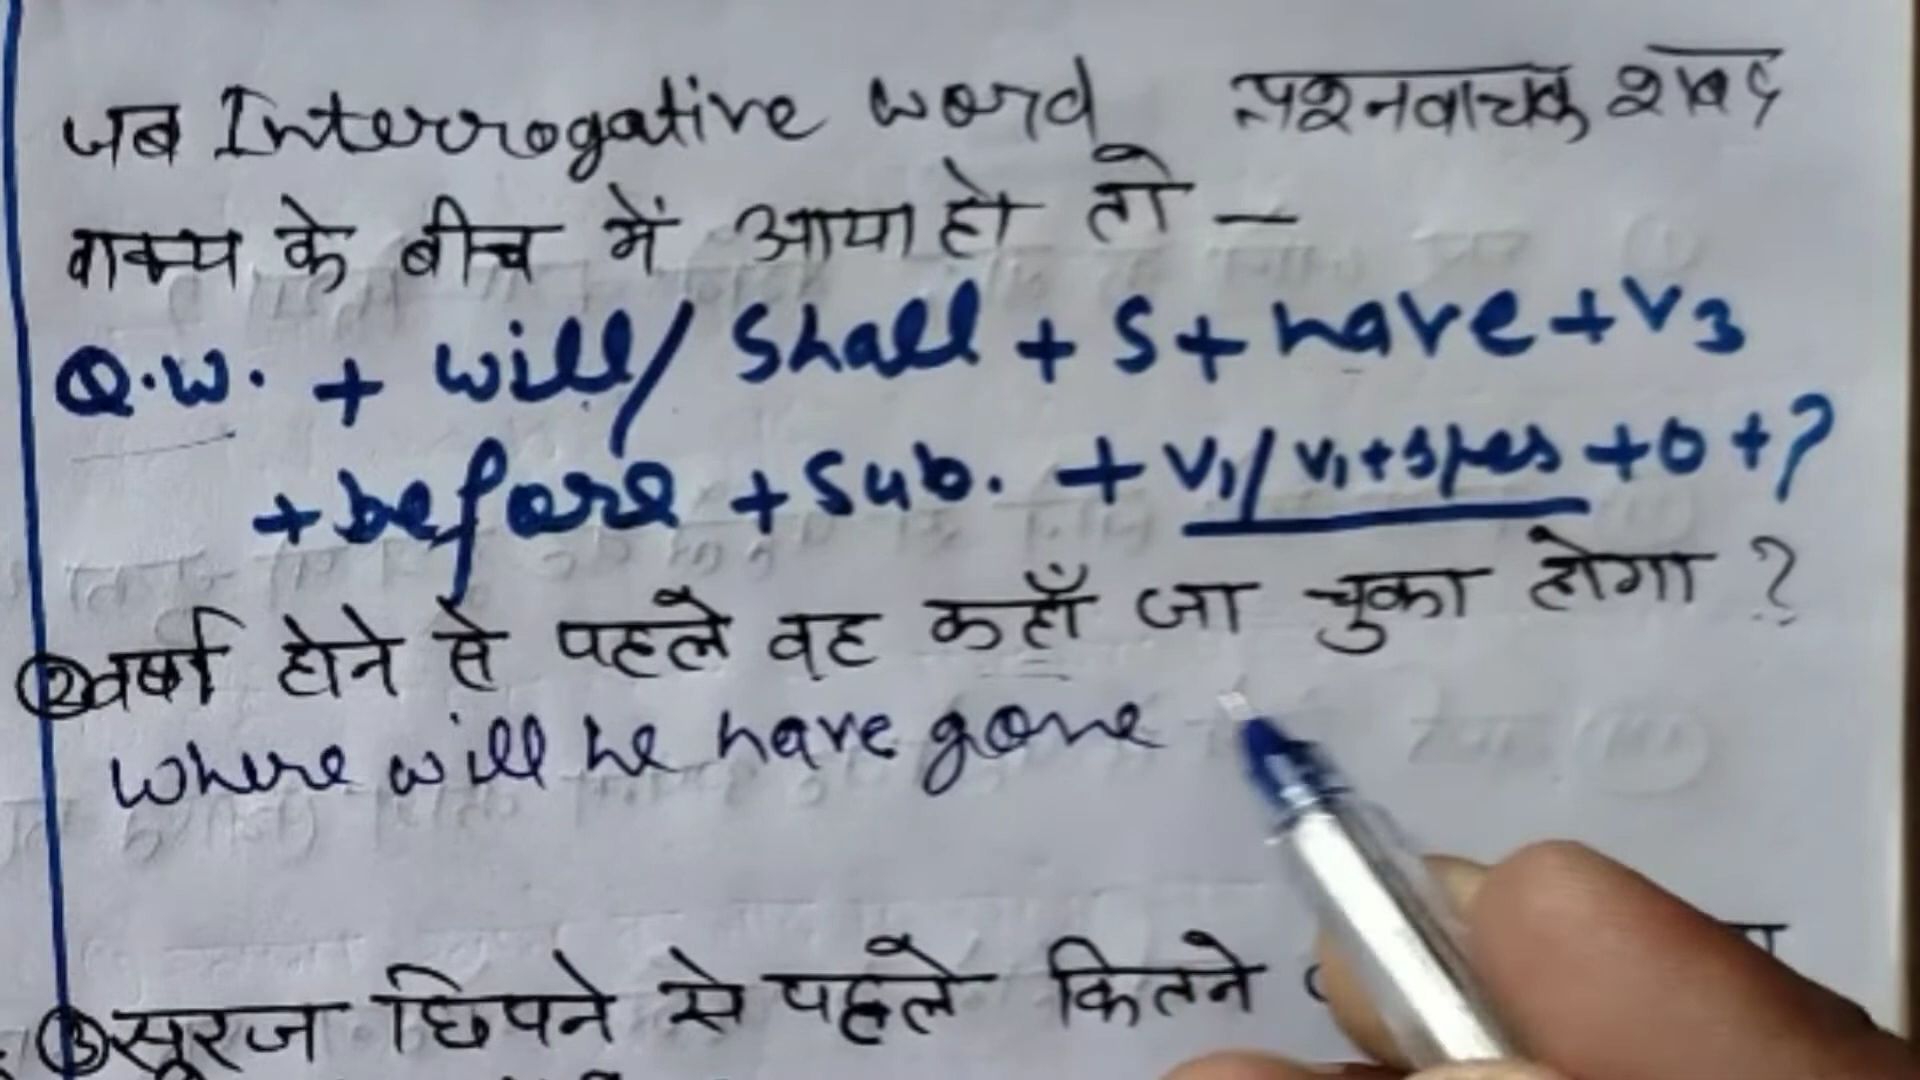 जब Interrogative word प्रश्नवाचक शब्द
वाक्य के बीच में आया हो तो —
Q.W. + will/ Shall + S + have + V3
+ before + Sub. + V1/ V1+s/es + O + ?
② वर्षा होने से पहले वह कहाँ जा चुका होगा ?
where will he have gone
③ सूरज छिपने से पहले कितने